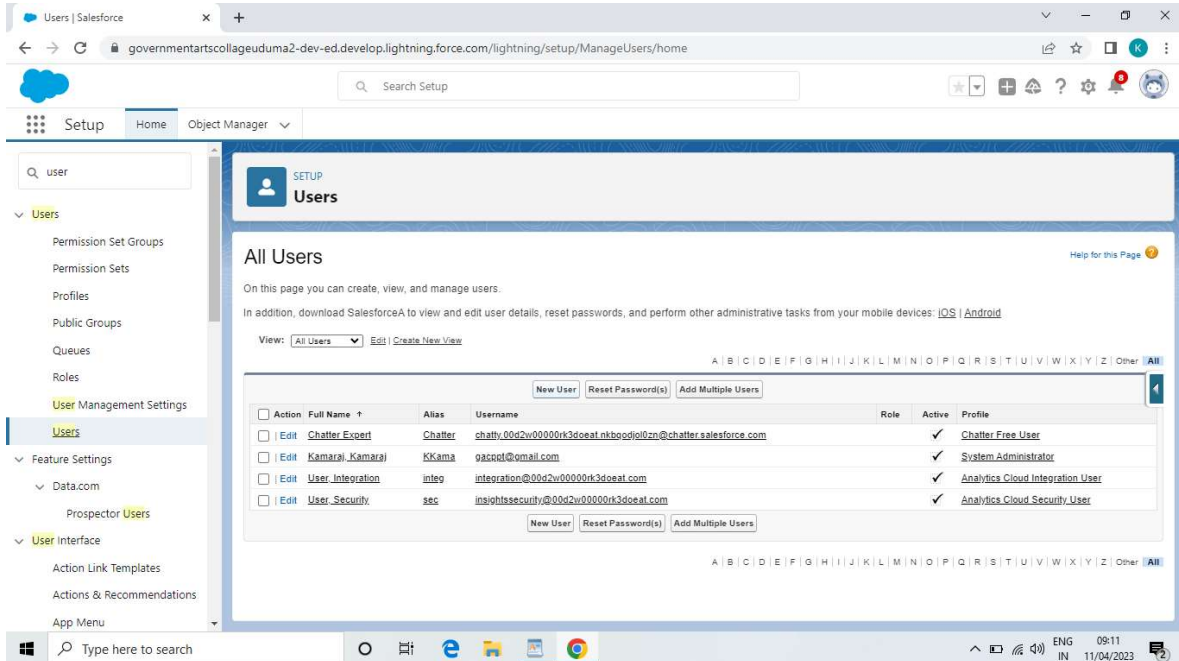 Users | Salesforce
governmentartscollageuduma2-dev-ed.develop.lightning.force.com/lightning/setup/ManageUsers/home
K
Search Setup
8
Setup
Home
Object Manager
user
Users
Permission Set Groups
Permission Sets
Profiles
Public Groups
Queues
Roles
User Management Settings
Users
Feature Settings
Data.com
Prospector Users
User Interface
Action Link Templates
Actions & Recommendations
App Menu
SETUP
Users
All Users
Help for this Page ?
On this page you can create, view, and manage users.
In addition, download SalesforceA to view and edit user details, reset passwords, and perform other administrative tasks from your mobile devices: iOS | Android
View: All Users Edit | Create New View
A | B | C | D | E | F | G | H | I | J | K | L | M | N | O | P | Q | R | S | T | U | V | W | X | Y | Z | Other All
New User Reset Password(s) Add Multiple Users
Action Full Name Alias Username Role Active Profile
| Edit Chatter Expert Chatter chatty.00d2w00000rk3doeat.nkbqodjol0zn@chatter.salesforce.com Chatter Free User
| Edit Kamaraj, Kamaraj KKama gacppt@gmail.com System Administrator
| Edit User, Integration integ integration@00d2w00000rk3doeat.com Analytics Cloud Integration User
| Edit User, Security sec insightssecurity@00d2w00000rk3doeat.com Analytics Cloud Security User
New User Reset Password(s) Add Multiple Users
A | B | C | D | E | F | G | H | I | J | K | L | M | N | O | P | Q | R | S | T | U | V | W | X | Y | Z | Other All
Type here to search
ENG
IN
09:11
11/04/2023
2